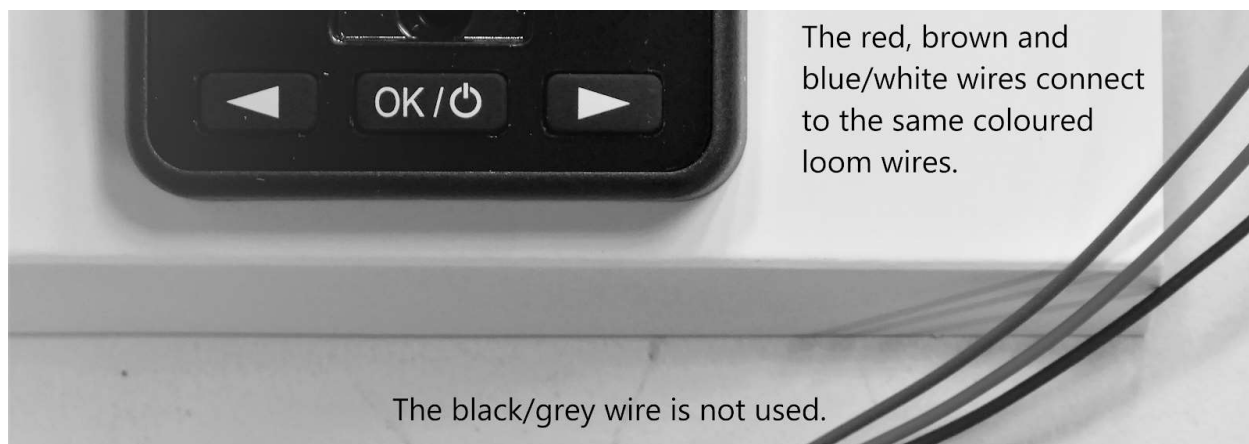 The red, brown and
blue/white wires connect
to the same coloured
loom wires.
OK/⏻
The black/grey wire is not used.